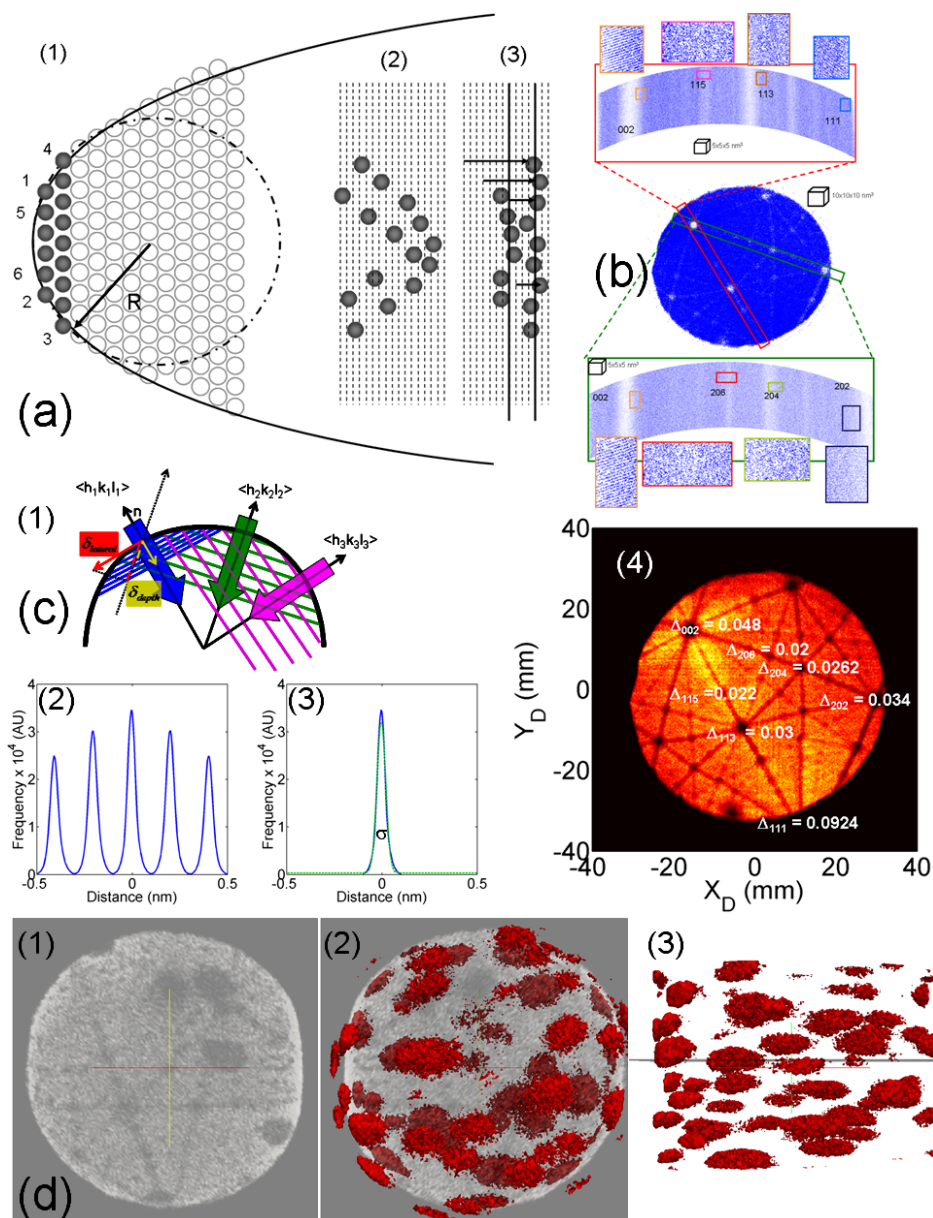 (1)
(2)
(3)
4
1
5
6
2
3
R
(a)
115
113
002
111
5x5x5 nm³
10x10x10 nm³
(b)
5x5x5 nm³
002
206
204
202
(1)
<h₁k₁l₁>
n
<h₂k₂l₂>
<h₃k₃l₃>
δlateral
δdepth
(c)
(2)
Frequency x 10⁴ (AU)
4
3
2
1
0
-0.5
0
0.5
Distance (nm)
(3)
Frequency x 10⁴ (AU)
4
3
2
1
0
σ
-0.5
0
0.5
Distance (nm)
(4)
Y_D (mm)
40
20
0
-20
-40
Δ₀₀₂ = 0.048
Δ₂₀₆ = 0.02
Δ₂₀₄ = 0.0262
Δ₁₁₅ =0.022
Δ₂₀₂ = 0.034
Δ₁₁₃ = 0.03
Δ₁₁₁ = 0.0924
-40
-20
0
20
40
X_D (mm)
(1)
(2)
(3)
(d)